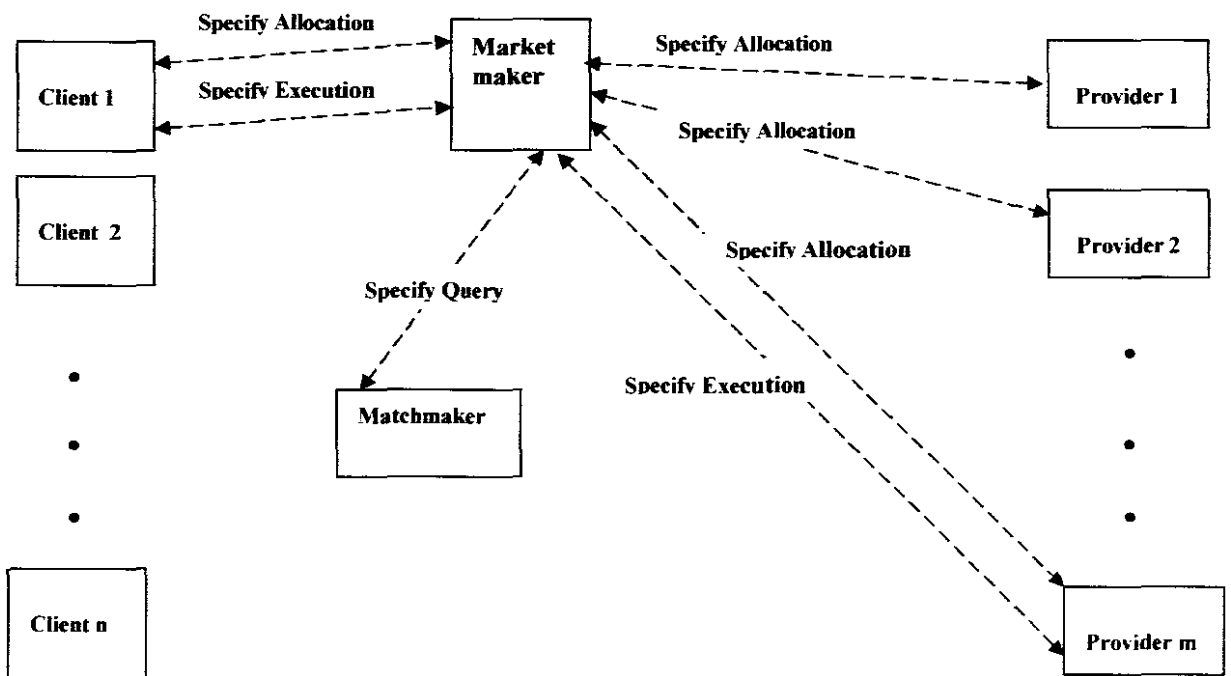 Specify Allocation
Market
maker
Specify Allocation
Client 1
Specify Execution
Provider 1
Specify Allocation
Client 2
Specify Allocation
Provider 2
Specify Query
Specify Execution
Matchmaker
Client n
Provider m